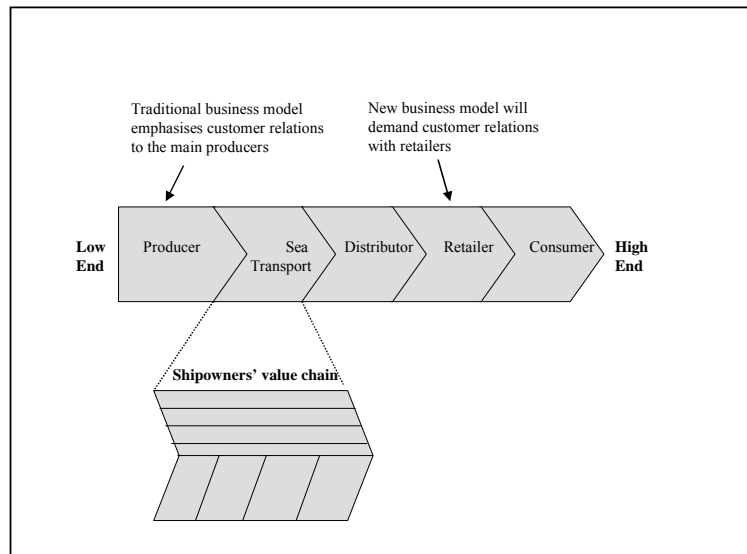 Traditional business model
emphasises customer relations
to the main producers
New business model will
demand customer relations
with retailers
Low
End
Producer
Sea
Transport
Distributor
Retailer
Consumer
High
End
Shipowners’ value chain